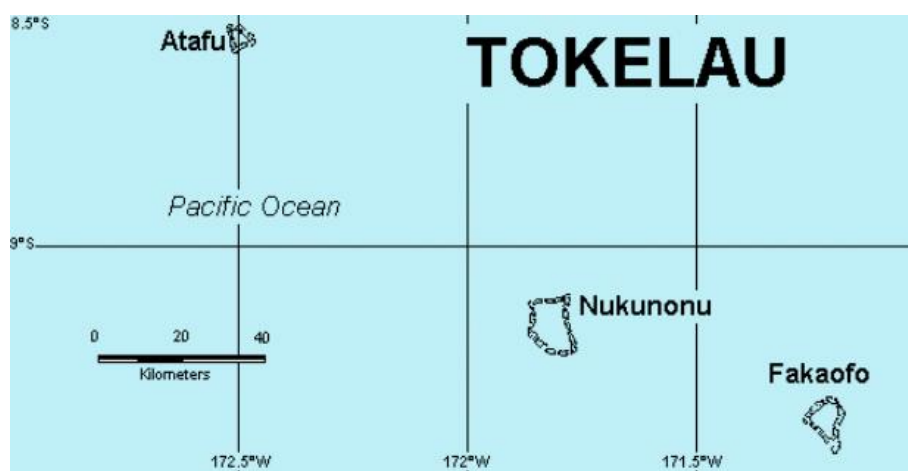 8.5°S
Atafu
TOKELAU
Pacific Ocean
9°S
Nukunonu
0 20 40
Kilometers
Fakaofo
172.5°W 172°W 171.5°W